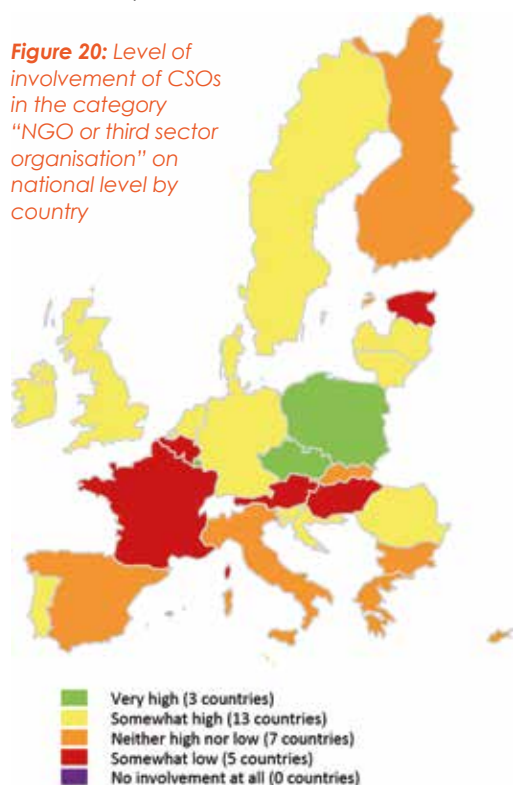 Figure 20: Level of
involvement of CSOs
in the category
“NGO or third sector
organisation” on
national level by
country
Very high (3 countries)
Somewhat high (13 countries)
Neither high nor low (7 countries)
Somewhat low (5 countries)
No involvement at all (0 countries)